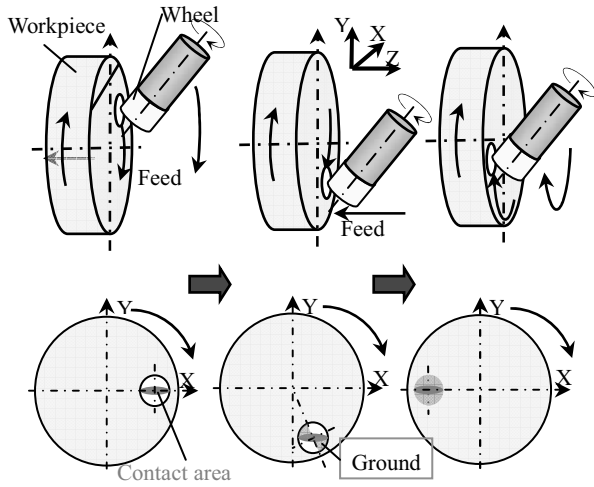 Wheel
Workpiece
Feed
Y
X
Z
Feed
Y
X
Contact area
Y
X
Ground
Y
X